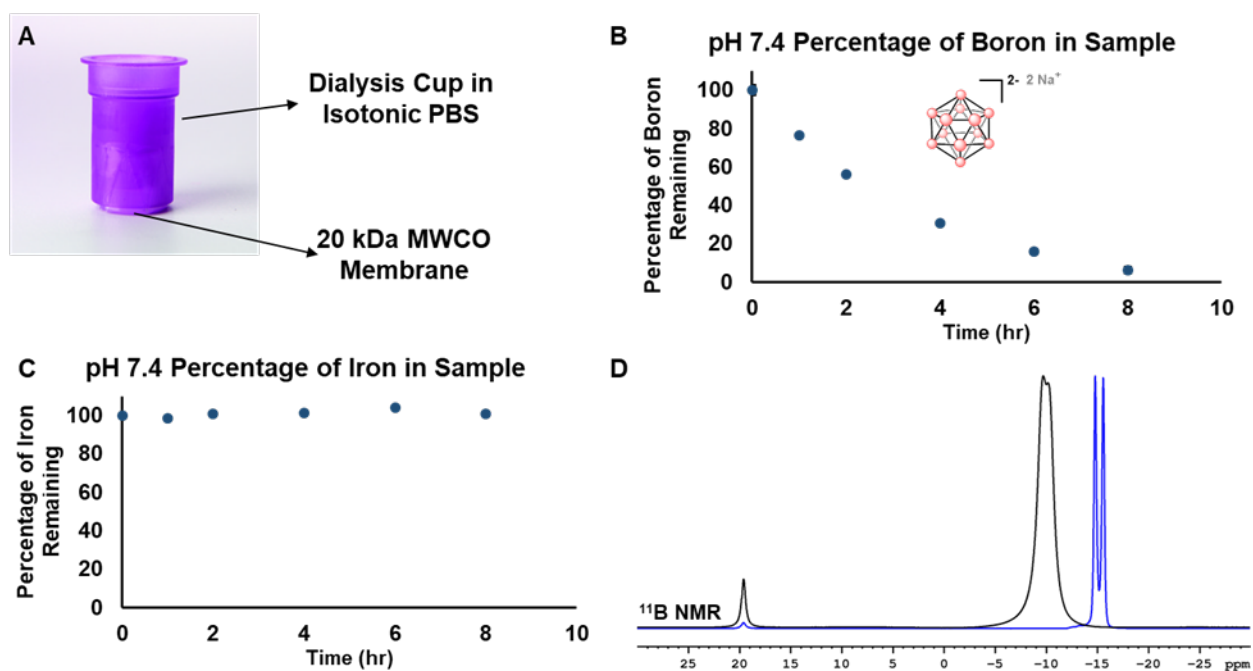 A
Dialysis Cup in
Isotonic PBS
20 kDa MWCO
Membrane
B
pH 7.4 Percentage of Boron in Sample
Percentage of Boron
Remaining
100
80
60
40
20
0
2- 2 Na⁺
0 2 4 6 8 10
Time (hr)
C
pH 7.4 Percentage of Iron in Sample
Percentage of Iron
Remaining
100
80
60
40
20
0
0 2 4 6 8 10
Time (hr)
D
¹¹B NMR
25 20 15 10 5 0 -5 -10 -15 -20 -25 ppm